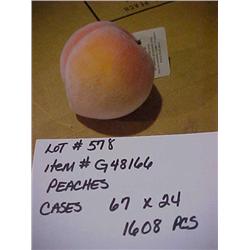 LOT # 578
item # G48166
PEACHES
CASES 67 X 24
1608 PCS